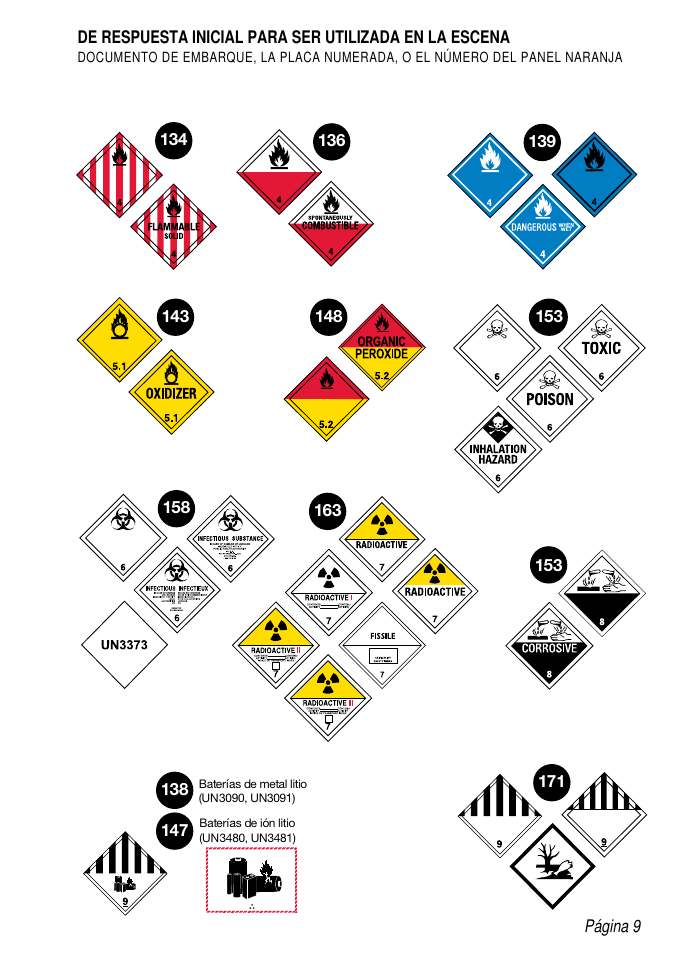 DE RESPUESTA INICIAL PARA SER UTILIZADA EN LA ESCENA
DOCUMENTO DE EMBARQUE, LA PLACA NUMERADA, O EL NÚMERO DEL PANEL NARANJA
134
4
FLAMMABLE
SOLID
4
136
4
SPONTANEOUSLY
COMBUSTIBLE
4
139
4
4
DANGEROUS WHEN WET
4
143
5.1
OXIDIZER
5.1
148
ORGANIC
PEROXIDE
5.2
5.2
153
6
TOXIC
6
POISON
6
INHALATION
HAZARD
6
158
6
INFECTIOUS SUBSTANCE
6
INFECTIOUS INFECTIEUX
6
UN3373
163
RADIOACTIVE
7
RADIOACTIVE I
7
RADIOACTIVE
7
RADIOACTIVE II
7
FISSILE
7
RADIOACTIVE
7
153
8
CORROSIVE
8
138
Baterías de metal litio
(UN3090, UN3091)
147
Baterías de ión litio
(UN3480, UN3481)
9
171
9
9
Página 9